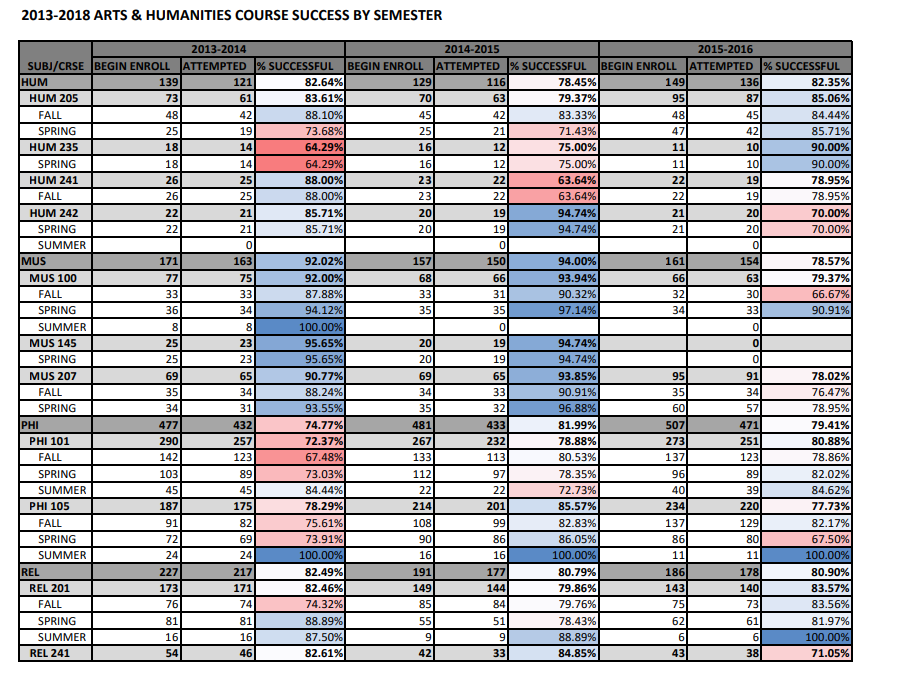 2013-2018 ARTS & HUMANITIES COURSE SUCCESS BY SEMESTER
2013-2014 2014-2015 2015-2016
SUBJ/CRSE BEGIN ENROLL ATTEMPTED % SUCCESSFUL BEGIN ENROLL ATTEMPTED % SUCCESSFUL BEGIN ENROLL ATTEMPTED % SUCCESSFUL
HUM 139 121 82.64% 129 116 78.45% 149 136 82.35%
HUM 205 73 61 83.61% 70 63 79.37% 95 87 85.06%
FALL 48 42 88.10% 45 42 83.33% 48 45 84.44%
SPRING 25 19 73.68% 25 21 71.43% 47 42 85.71%
HUM 235 18 14 64.29% 16 12 75.00% 11 10 90.00%
SPRING 18 14 64.29% 16 12 75.00% 11 10 90.00%
HUM 241 26 25 88.00% 23 22 63.64% 22 19 78.95%
FALL 26 25 88.00% 23 22 63.64% 22 19 78.95%
HUM 242 22 21 85.71% 20 19 94.74% 21 20 70.00%
SPRING 22 21 85.71% 20 19 94.74% 21 20 70.00%
SUMMER 0 0 0
MUS 171 163 92.02% 157 150 94.00% 161 154 78.57%
MUS 100 77 75 92.00% 68 66 93.94% 66 63 79.37%
FALL 33 33 87.88% 33 31 90.32% 32 30 66.67%
SPRING 36 34 94.12% 35 35 97.14% 34 33 90.91%
SUMMER 8 8 100.00% 0 0
MUS 145 25 23 95.65% 20 19 94.74% 0
SPRING 25 23 95.65% 20 19 94.74% 0
MUS 207 69 65 90.77% 69 65 93.85% 95 91 78.02%
FALL 35 34 88.24% 34 33 90.91% 35 34 76.47%
SPRING 34 31 93.55% 35 32 96.88% 60 57 78.95%
PHI 477 432 74.77% 481 433 81.99% 507 471 79.41%
PHI 101 290 257 72.37% 267 232 78.88% 273 251 80.88%
FALL 142 123 67.48% 133 113 80.53% 137 123 78.86%
SPRING 103 89 73.03% 112 97 78.35% 96 89 82.02%
SUMMER 45 45 84.44% 22 22 72.73% 40 39 84.62%
PHI 105 187 175 78.29% 214 201 85.57% 234 220 77.73%
FALL 91 82 75.61% 108 99 82.83% 137 129 82.17%
SPRING 72 69 73.91% 90 86 86.05% 86 80 67.50%
SUMMER 24 24 100.00% 16 16 100.00% 11 11 100.00%
REL 227 217 82.49% 191 177 80.79% 186 178 80.90%
REL 201 173 171 82.46% 149 144 79.86% 143 140 83.57%
FALL 76 74 74.32% 85 84 79.76% 75 73 83.56%
SPRING 81 81 88.89% 55 51 78.43% 62 61 81.97%
SUMMER 16 16 87.50% 9 9 88.89% 6 6 100.00%
REL 241 54 46 82.61% 42 33 84.85% 43 38 71.05%